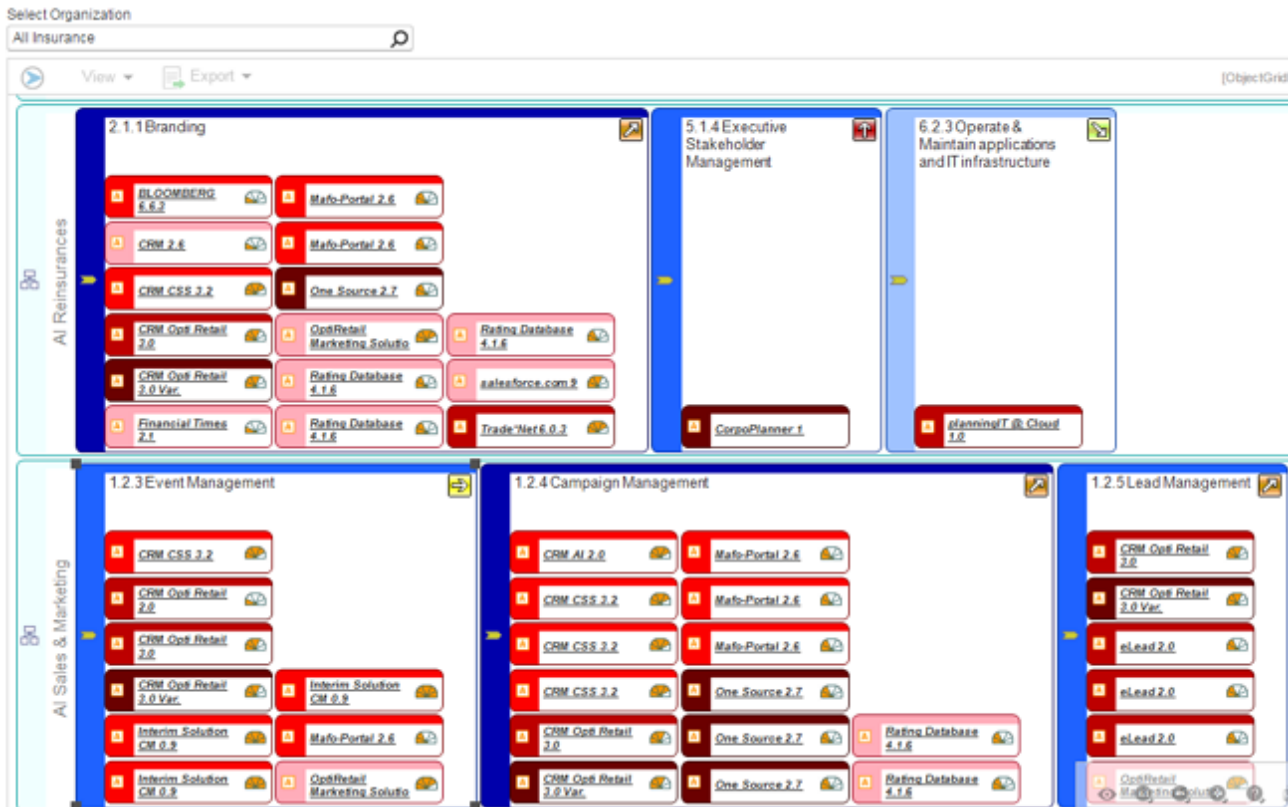 Select Organization
All Insurance
View
Export
[ObjectGrid
AI Reinsurances
2.1.1 Branding
BLOOMBERG
6.6.3
Mafo-Portal 2.6
CRM 2.6
Mafo-Portal 2.6
CRM CSS 3.2
One Source 2.7
CRM Opti Retail
3.0
OptiRetail
Marketing Solutio
Rating Database
4.1.6
CRM Opti Retail
3.0 Var.
Rating Database
4.1.6
salesforce.com 9
Financial Times
2.1
Rating Database
4.1.6
Trade*Net 6.0.3
5.1.4 Executive
Stakeholder
Management
CorpoPlanner 1
6.2.3 Operate &
Maintain applications
and IT infrastructure
planningIT @ Cloud
1.0
AI Sales & Marketing
1.2.3 Event Management
CRM CSS 3.2
CRM Opti Retail
2.0
CRM Opti Retail
3.0
CRM Opti Retail
3.0 Var.
Interim Solution
CM 0.9
Interim Solution
CM 0.9
Mafo-Portal 2.6
Interim Solution
CM 0.9
OptiRetail
Marketing Solutio
1.2.4 Campaign Management
CRM AI 2.0
Mafo-Portal 2.6
CRM CSS 3.2
Mafo-Portal 2.6
CRM CSS 3.2
Mafo-Portal 2.6
CRM CSS 3.2
One Source 2.7
CRM Opti Retail
3.0
One Source 2.7
Rating Database
4.1.6
CRM Opti Retail
3.0 Var.
One Source 2.7
Rating Database
4.1.6
1.2.5 Lead Management
CRM Opti Retail
3.0
CRM Opti Retail
3.0 Var.
eLead 2.0
eLead 2.0
eLead 2.0
OptiRetail
Marketing Solutio